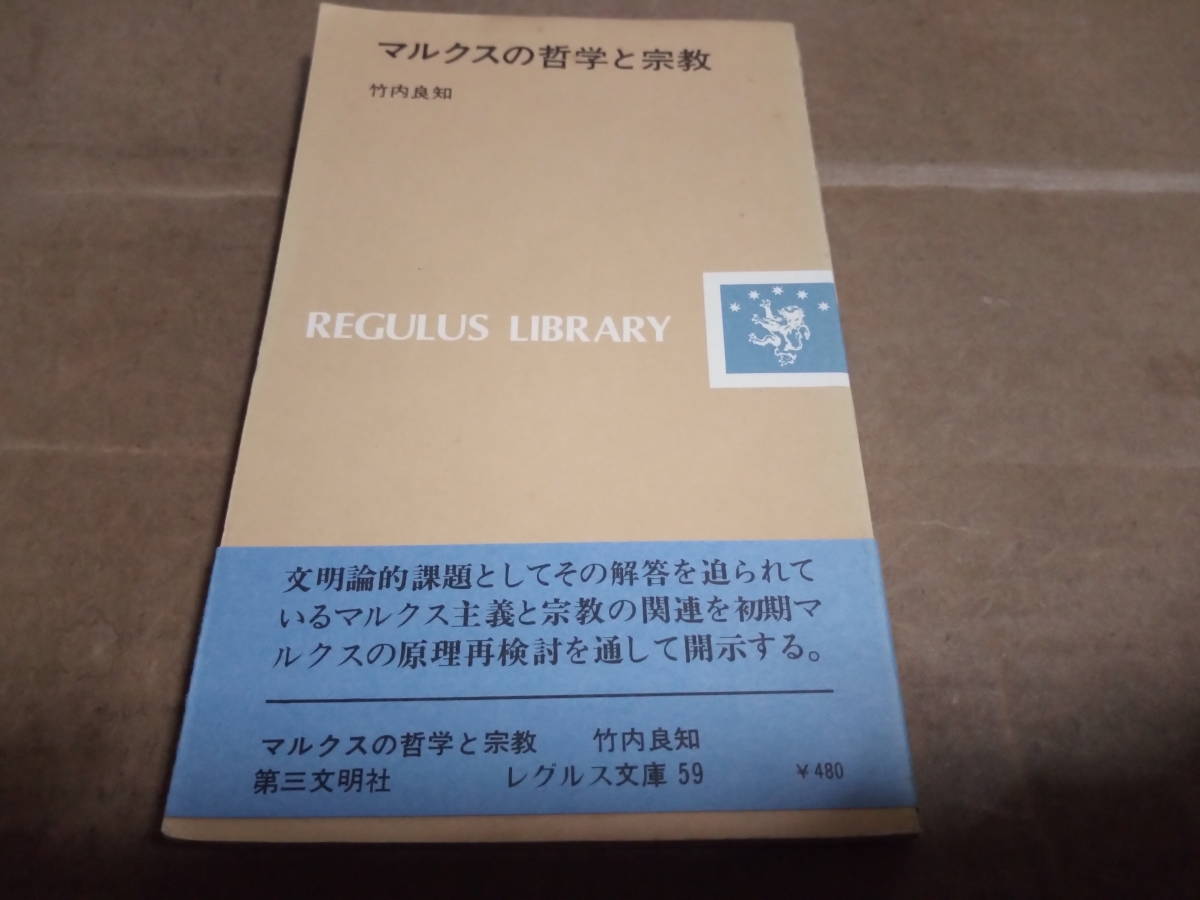 マルクスの哲学と宗教
竹内良知
REGULUS LIBRARY
文明論的課題としてその解答を迫られて
いるマルクス主義と宗教の関連を初期マ
ルクスの原理再検討を通して開示する。
マルクスの哲学と宗教 竹内良知
第三文明社 レグルス文庫 59 ￥480